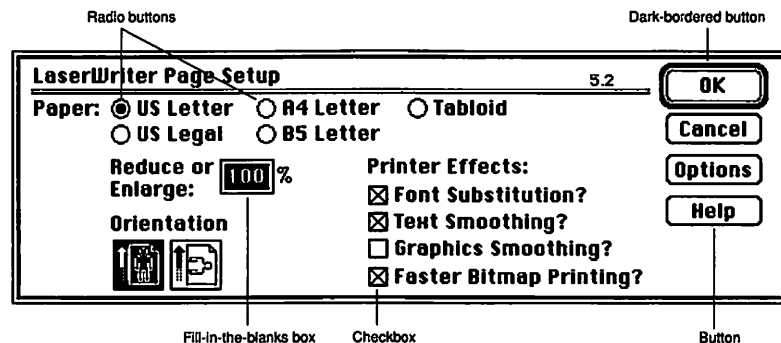 Radio buttons
Dark-bordered button
LaserWriter Page Setup 5.2
OK
Paper: US Letter A4 Letter Tabloid
US Legal B5 Letter
Cancel
Reduce or
Enlarge: 100 %
Printer Effects:
Options
Font Substitution?
Text Smoothing?
Help
Orientation
Graphics Smoothing?
Faster Bitmap Printing?
Fill-in-the-blanks box
Checkbox
Button